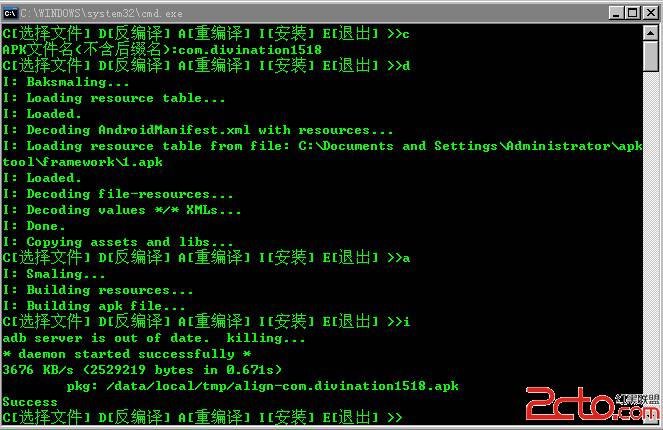 C:\WINDOWS\system32\cmd.exe
C[选择文件] D[反编译] A[重编译] I[安装] E[退出] >>c
APK文件名(不含后缀名):com.divination1518
C[选择文件] D[反编译] A[重编译] I[安装] E[退出] >>d
I: Baksmaling...
I: Loading resource table...
I: Loaded.
I: Decoding AndroidManifest.xml with resources...
I: Loading resource table from file: C:\Documents and Settings\Administrator\apk
tool\framework\1.apk
I: Loaded.
I: Decoding file-resources...
I: Decoding values */* XMLs...
I: Done.
I: Copying assets and libs...
C[选择文件] D[反编译] A[重编译] I[安装] E[退出] >>a
I: Smaling...
I: Building resources...
I: Building apk file...
C[选择文件] D[反编译] A[重编译] I[安装] E[退出] >>i
adb server is out of date.  killing...
* daemon started successfully *
3676 KB/s (2529219 bytes in 0.671s)
        pkg: /data/local/tmp/align-com.divination1518.apk
Success
C[选择文件] D[反编译] A[重编译] I[安装] E[退出] >>
红黑联盟
2cto.com